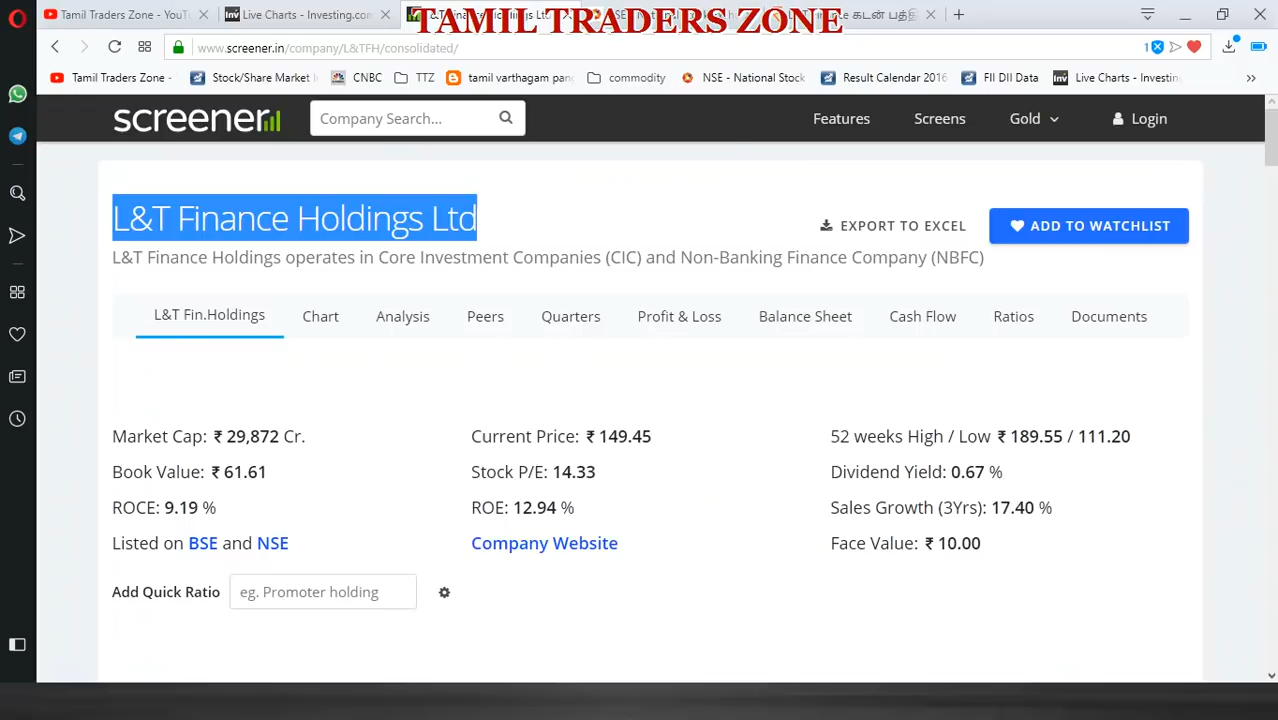 Tamil Traders Zone - YouT
Live Charts - Investing.com
TAMIL TRADERS ZONE
www.screener.in/company/L&TFH/consolidated/
1
Tamil Traders Zone -
Stock/Share Market I
CNBC
TTZ
tamil varthagam pan
commodity
NSE - National Stock
Result Calendar 2016
FII DII Data
Live Charts - Investin
»
screener
Company Search...
Features
Screens
Gold
Login
L&T Finance Holdings Ltd
EXPORT TO EXCEL
ADD TO WATCHLIST
L&T Finance Holdings operates in Core Investment Companies (CIC) and Non-Banking Finance Company (NBFC)
L&T Fin.Holdings
Chart
Analysis
Peers
Quarters
Profit & Loss
Balance Sheet
Cash Flow
Ratios
Documents
Market Cap: ₹ 29,872 Cr.
Current Price: ₹ 149.45
52 weeks High / Low ₹ 189.55 / 111.20
Book Value: ₹ 61.61
Stock P/E: 14.33
Dividend Yield: 0.67 %
ROCE: 9.19 %
ROE: 12.94 %
Sales Growth (3Yrs): 17.40 %
Listed on BSE and NSE
Company Website
Face Value: ₹ 10.00
Add Quick Ratio
eg. Promoter holding